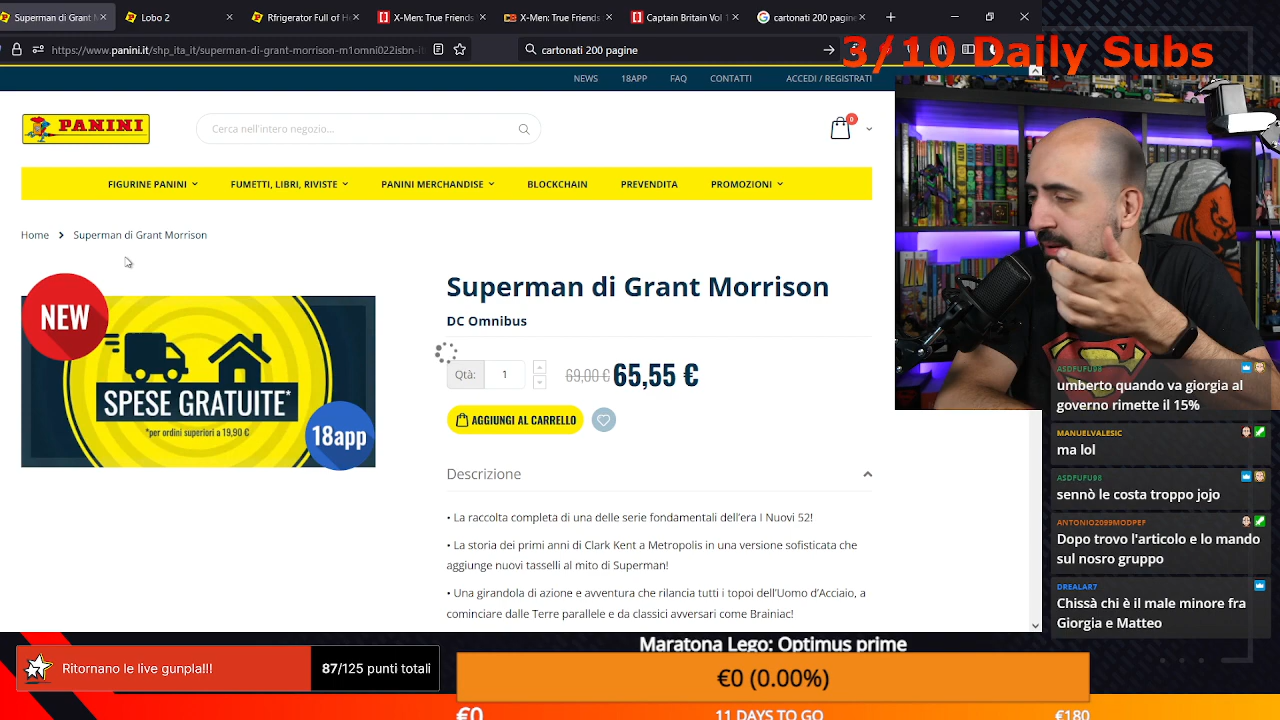 Superman di Grant M
Lobo 2
Rfrigerator Full of H
X-Men: True Friends
X-Men: True Friends
Captain Britain Vol 1
cartonati 200 pagine
https://www.panini.it/shp_ita_it/superman-di-grant-morrison-m1omni022isbn-it
cartonati 200 pagine
3/10 Daily Subs
NEWS
18APP
FAQ
CONTATTI
ACCEDI / REGISTRATI
PANINI
Cerca nell'intero negozio...
0
FIGURINE PANINI
FUMETTI, LIBRI, RIVISTE
PANINI MERCHANDISE
BLOCKCHAIN
PREVENDITA
PROMOZIONI
Home > Superman di Grant Morrison
NEW
SPESE GRATUITE*
*per ordini superiori a 19,90 €
18app
Superman di Grant Morrison
DC Omnibus
Qtà: 1
69,00 € 65,55 €
AGGIUNGI AL CARRELLO
Descrizione
• La raccolta completa di una delle serie fondamentali dell'era I Nuovi 52!
• La storia dei primi anni di Clark Kent a Metropolis in una versione sofisticata che
aggiunge nuovi tasselli al mito di Superman!
• Una girandola di azione e avventura che rilancia tutti i topoi dell'Uomo d'Acciaio, a
cominciare dalle Terre parallele e da classici avversari come Brainiac!
ASDFUFU98
umberto quando va giorgia al
governo rimette il 15%
MANUELVALESIC
ma lol
ASDFUFU98
sennò le costa troppo jojo
ANTONIO2099MODPEF
Dopo trovo l'articolo e lo mando
sul nosro gruppo
DREALAR7
Chissà chi è il male minore fra
Giorgia e Matteo
Ritornano le live gunpla!!!
87/125 punti totali
Maratona Lego: Optimus prime
€0 (0.00%)
€0
11 DAYS TO GO
€180